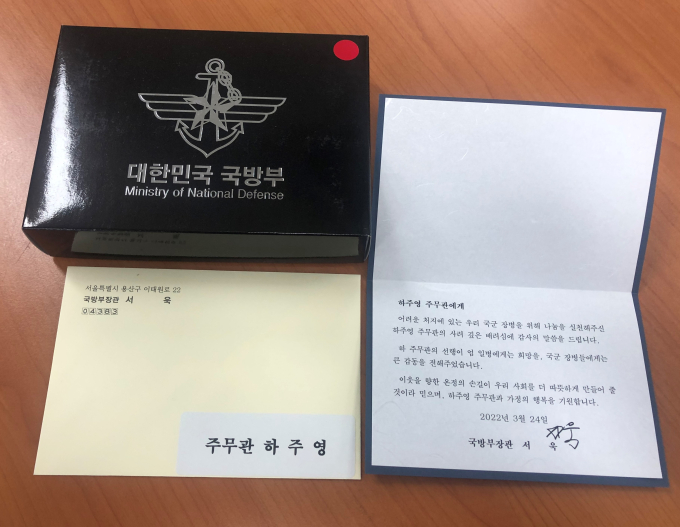 대한민국 국방부
Ministry of National Defense
서울특별시 용산구 이태원로 22
국방부장관 서 욱
04383
주무관 하 주 영
하주영 주무관에게
어려운 처지에 있는 우리 국군 장병을 위해 나눔을 실천해주신
하주영 주무관의 사려 깊은 배려심에 감사의 말씀을 드립니다.
하 주무관의 선행이 엄 일병에게는 희망을, 국군 장병들에게는
큰 감동을 전해주었습니다.
이웃을 향한 온정의 손길이 우리 사회를 더 따뜻하게 만들어 줄
것이라 믿으며, 하주영 주무관과 가정의 행복을 기원합니다.
2022년 3월 24일
국방부장관 서 욱